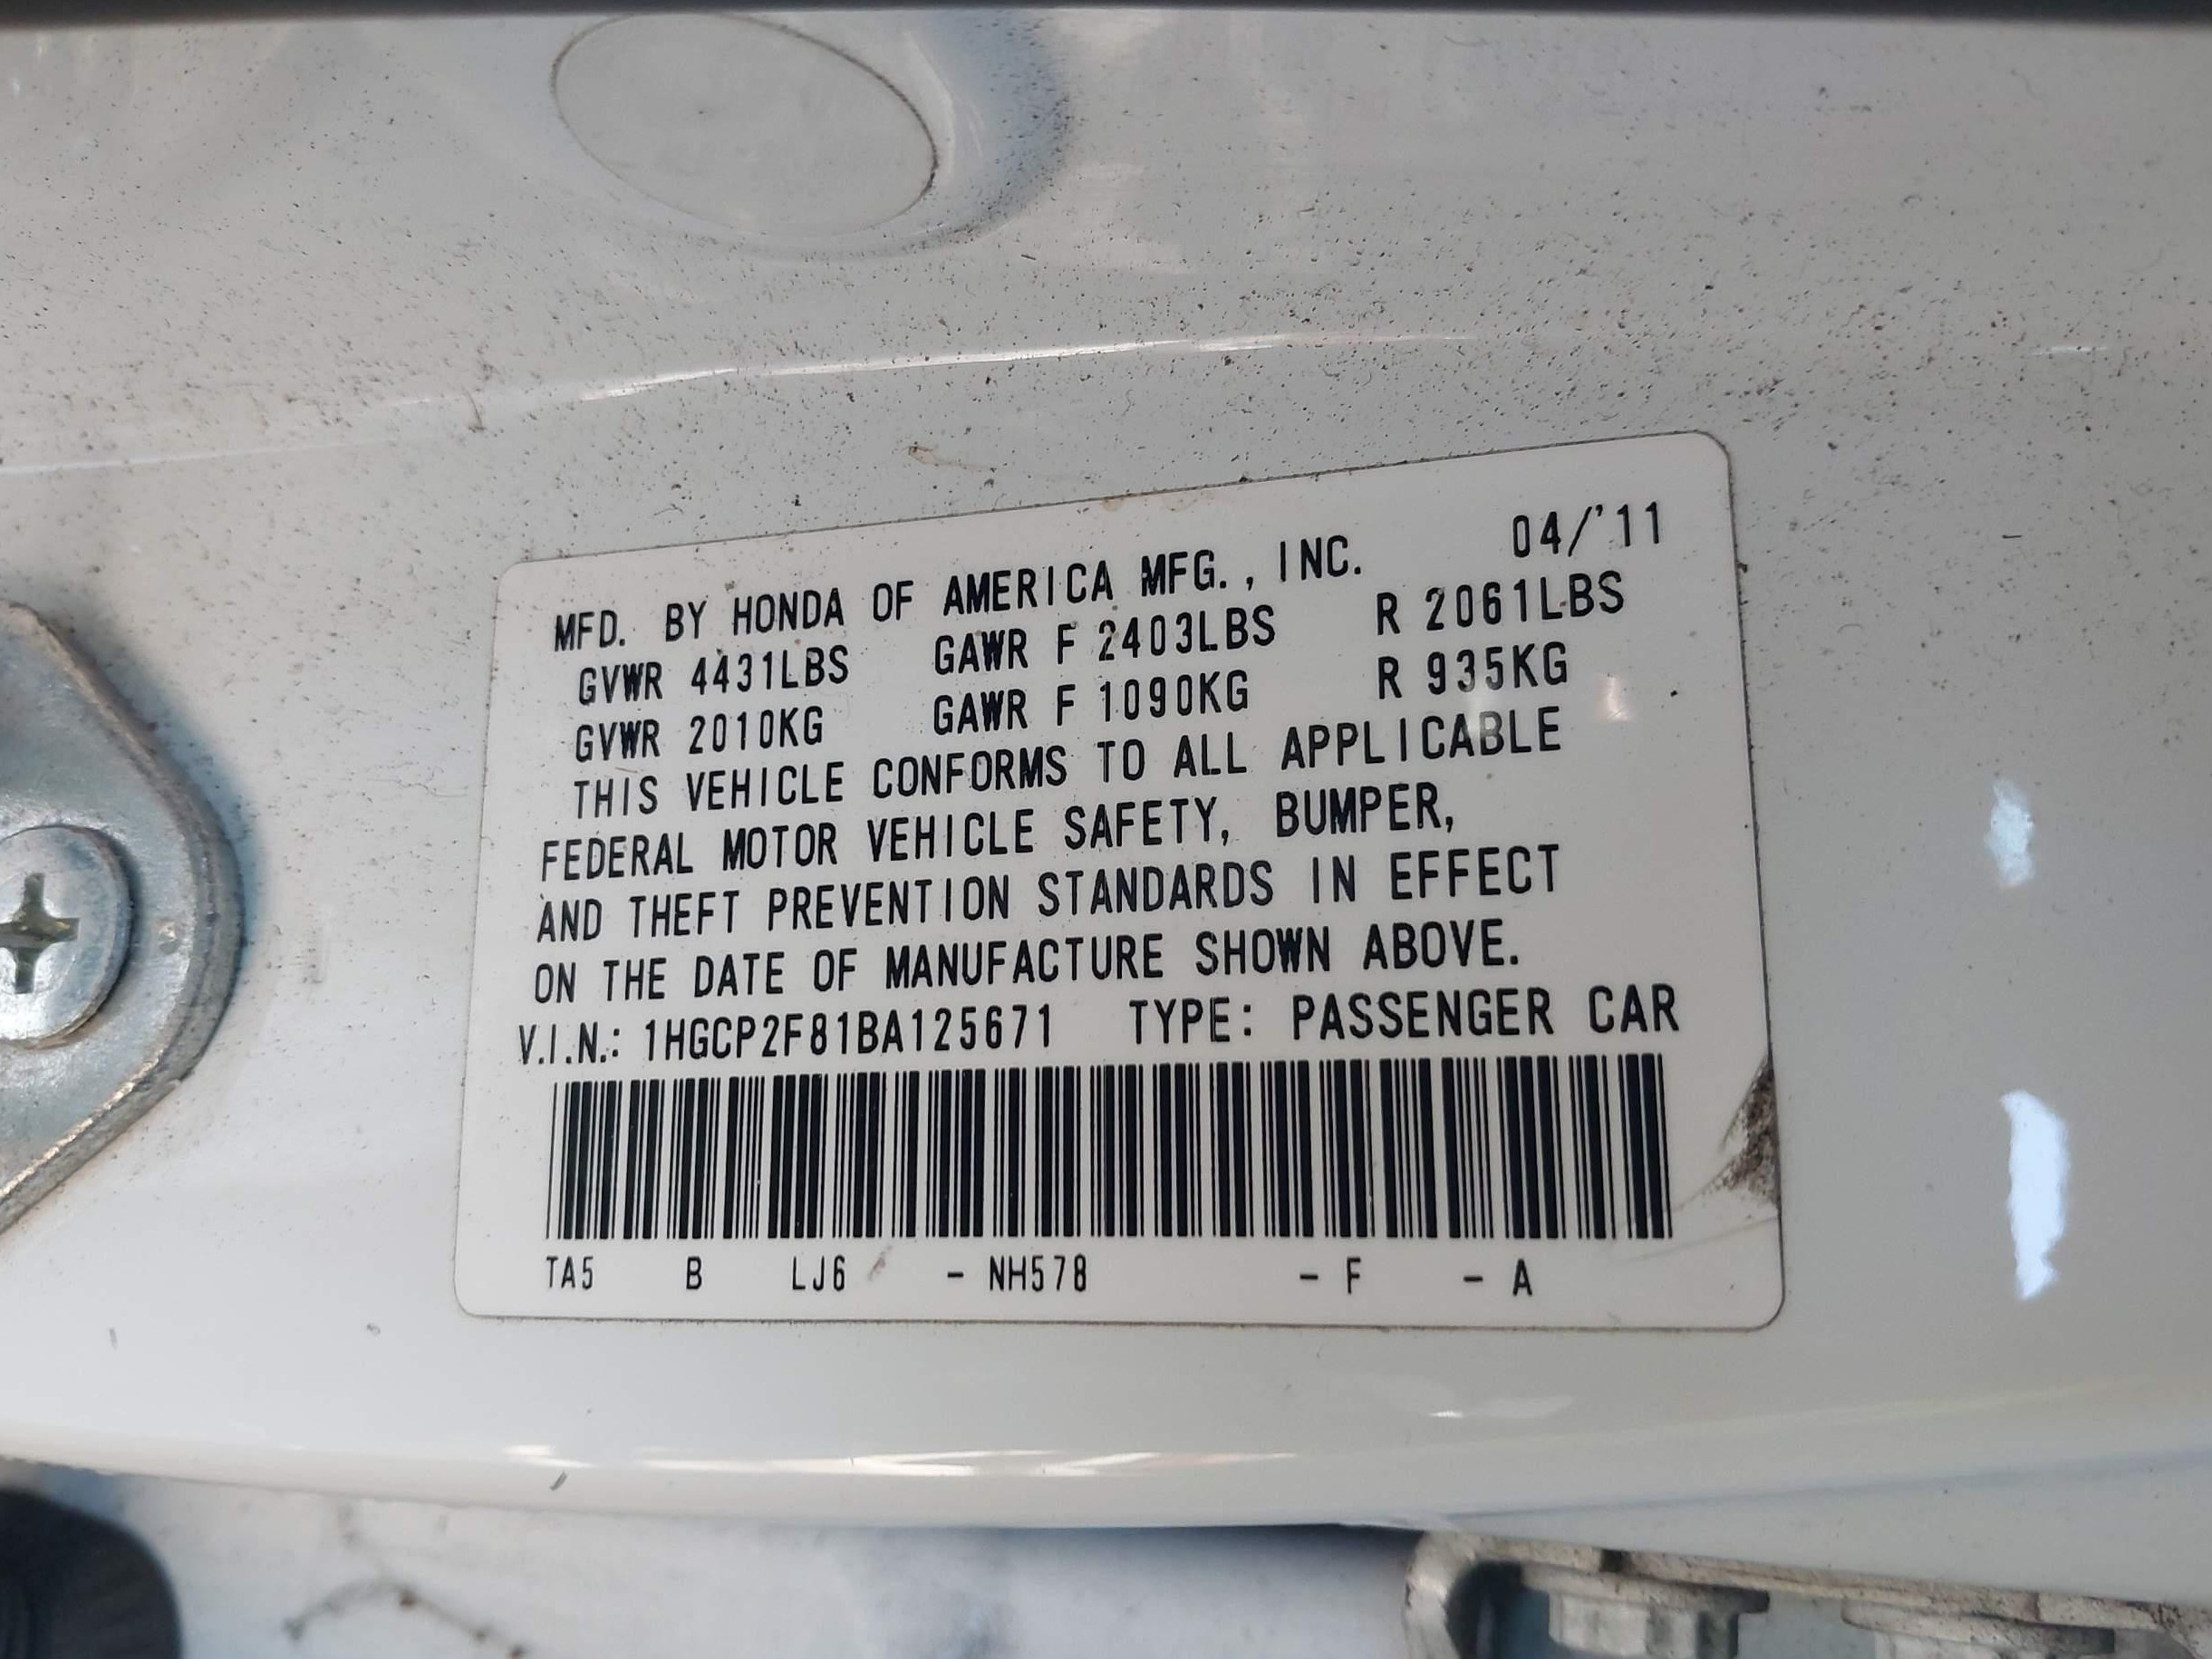 MFD. BY HONDA OF AMERICA MFG., INC. 04/'11
GVWR 4431LBS GAWR F 2403LBS R 2061LBS
GVWR 2010KG GAWR F 1090KG R 935KG
THIS VEHICLE CONFORMS TO ALL APPLICABLE
FEDERAL MOTOR VEHICLE SAFETY, BUMPER,
AND THEFT PREVENTION STANDARDS IN EFFECT
ON THE DATE OF MANUFACTURE SHOWN ABOVE.
V.I.N.: 1HGCP2F81BA125671 TYPE: PASSENGER CAR
TA5 B LJ6 - NH578 - F - A